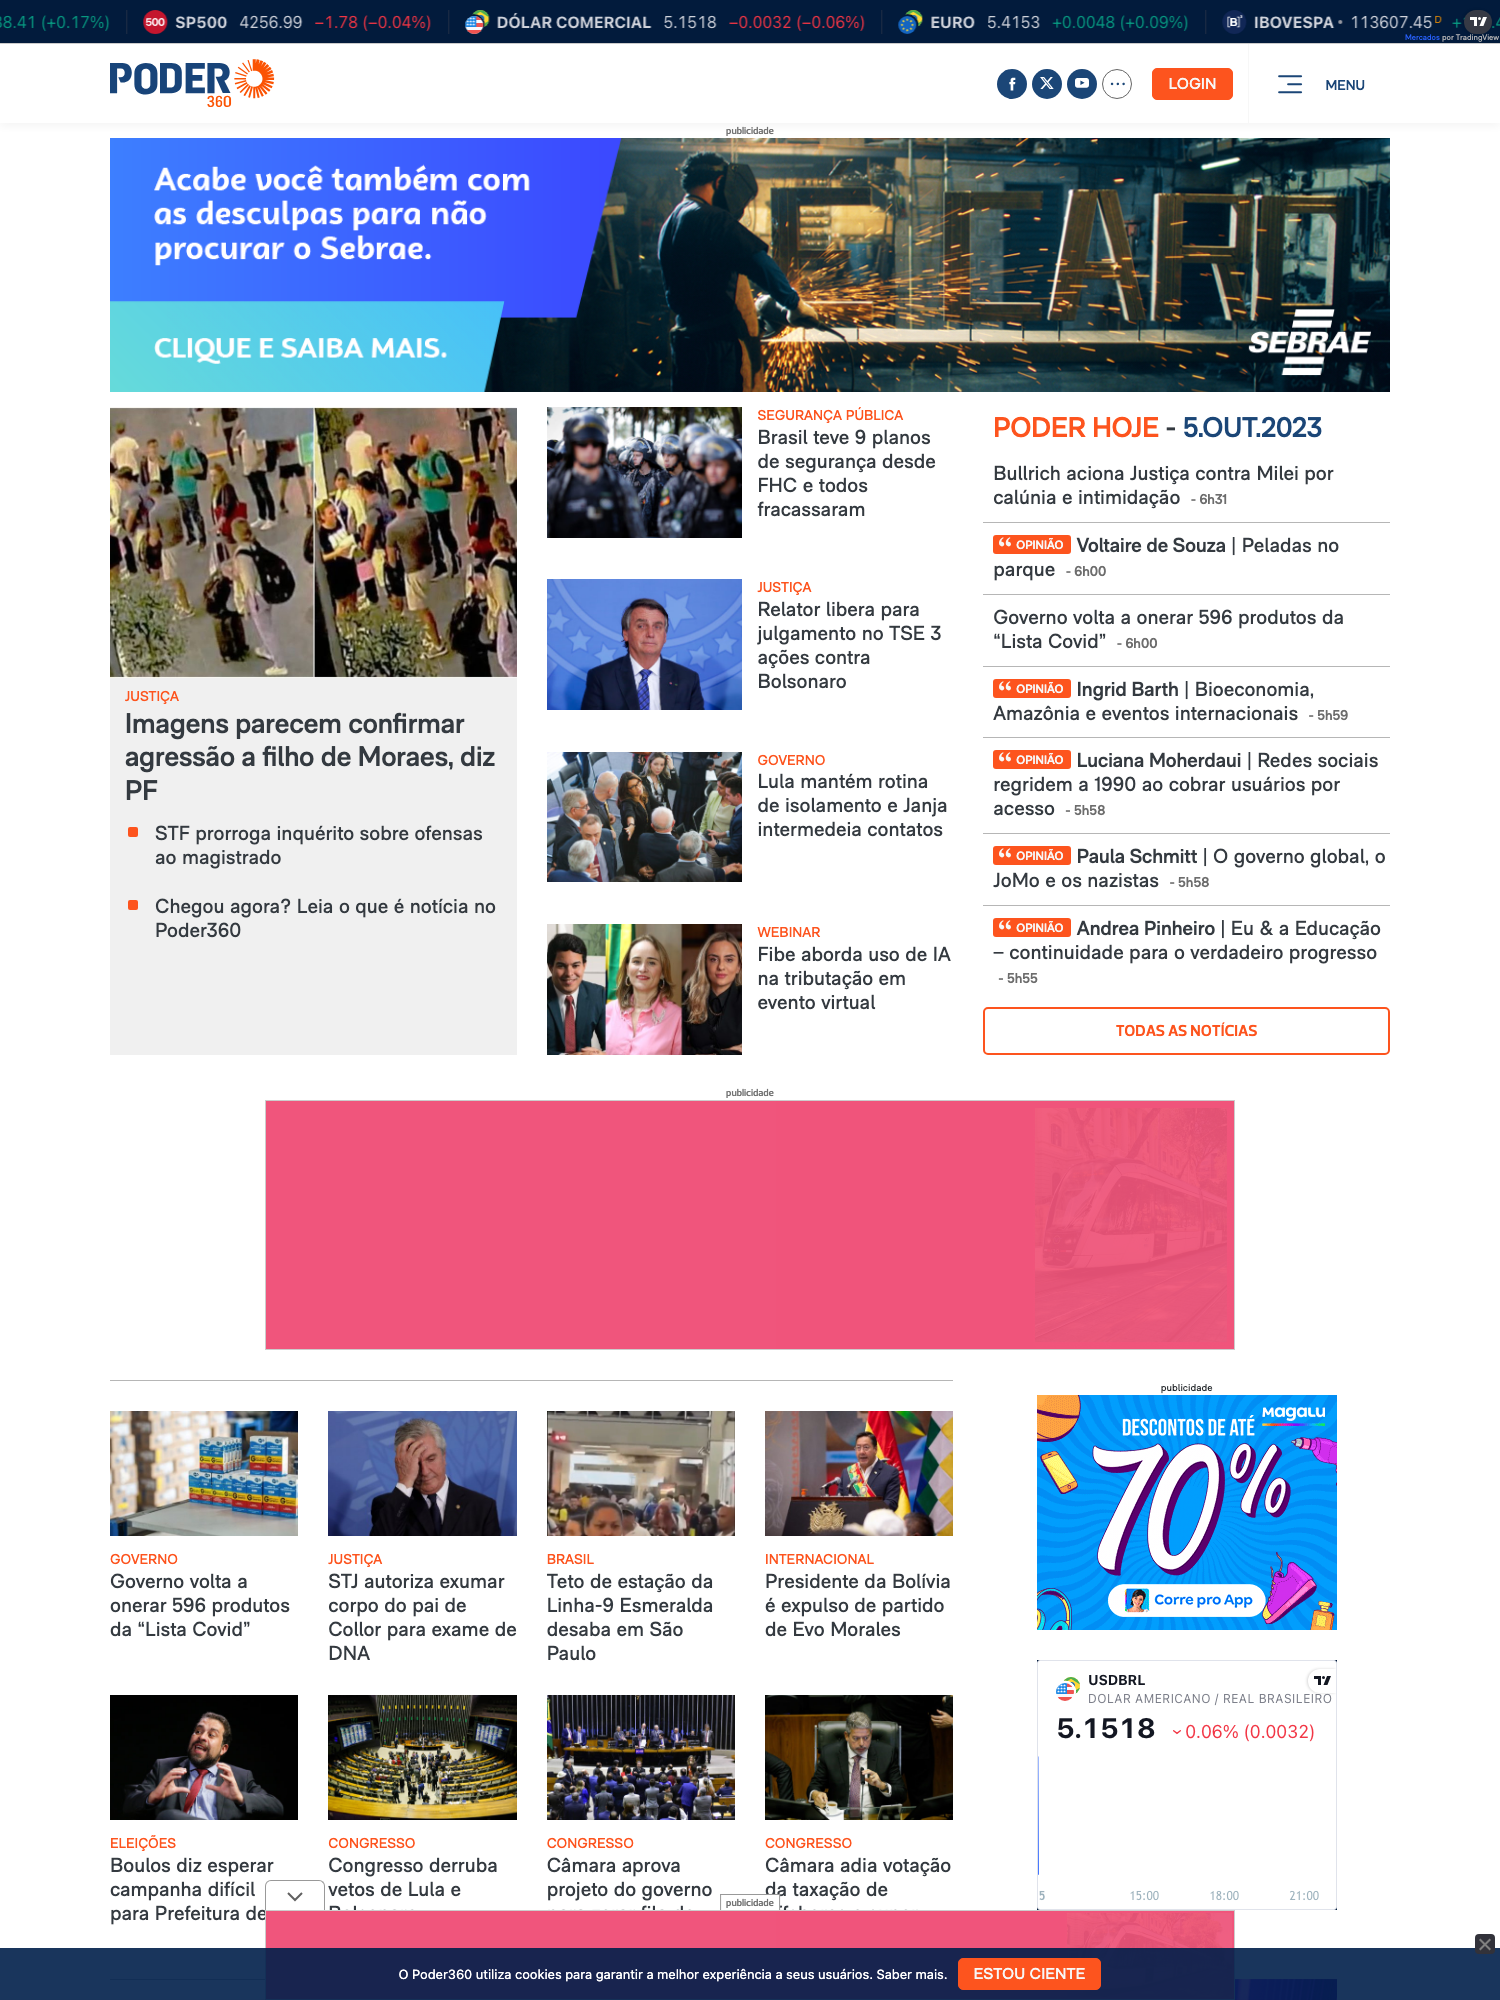 38.41 (+0.17%)
500 SP500 4256.99 −1.78 (−0.04%)
DÓLAR COMERCIAL 5.1518 −0.0032 (−0.06%)
EURO 5.4153 +0.0048 (+0.09%)
IBOVESPA 113607.45 D
Mercados por TradingView
PODER
360
LOGIN
MENU
publicidade
Acabe você também com
as desculpas para não
procurar o Sebrae.
CLIQUE E SAIBA MAIS.
CARD
SEBRAE
JUSTIÇA
Imagens parecem confirmar
agressão a filho de Moraes, diz
PF
STF prorroga inquérito sobre ofensas
ao magistrado
Chegou agora? Leia o que é notícia no
Poder360
SEGURANÇA PÚBLICA
Brasil teve 9 planos
de segurança desde
FHC e todos
fracassaram
JUSTIÇA
Relator libera para
julgamento no TSE 3
ações contra
Bolsonaro
GOVERNO
Lula mantém rotina
de isolamento e Janja
intermedeia contatos
WEBINAR
Fibe aborda uso de IA
na tributação em
evento virtual
PODER HOJE - 5.OUT.2023
Bullrich aciona Justiça contra Milei por
calúnia e intimidação - 6h31
OPINIÃO Voltaire de Souza | Peladas no
parque - 6h00
Governo volta a onerar 596 produtos da
“Lista Covid” - 6h00
OPINIÃO Ingrid Barth | Bioeconomia,
Amazônia e eventos internacionais - 5h59
OPINIÃO Luciana Moherdaui | Redes sociais
regridem a 1990 ao cobrar usuários por
acesso - 5h58
OPINIÃO Paula Schmitt | O governo global, o
JoMo e os nazistas - 5h58
OPINIÃO Andrea Pinheiro | Eu & a Educação
– continuidade para o verdadeiro progresso
- 5h55
TODAS AS NOTÍCIAS
publicidade
GOVERNO
Governo volta a
onerar 596 produtos
da “Lista Covid”
JUSTIÇA
STJ autoriza exumar
corpo do pai de
Collor para exame de
DNA
BRASIL
Teto de estação da
Linha-9 Esmeralda
desaba em São
Paulo
INTERNACIONAL
Presidente da Bolívia
é expulso de partido
de Evo Morales
publicidade
Magalu
DESCONTOS DE ATÉ
70%
Corre pro App
USDBRL
DOLAR AMERICANO / REAL BRASILEIRO
5.1518 0.06% (0.0032)
5 15:00 18:00 21:00
ELEIÇÕES
Boulos diz esperar
campanha difícil
para Prefeitura de
CONGRESSO
Congresso derruba
vetos de Lula e
CONGRESSO
Câmara aprova
projeto do governo
CONGRESSO
Câmara adia votação
da taxação de
publicidade
O Poder360 utiliza cookies para garantir a melhor experiência a seus usuários. Saber mais.
ESTOU CIENTE